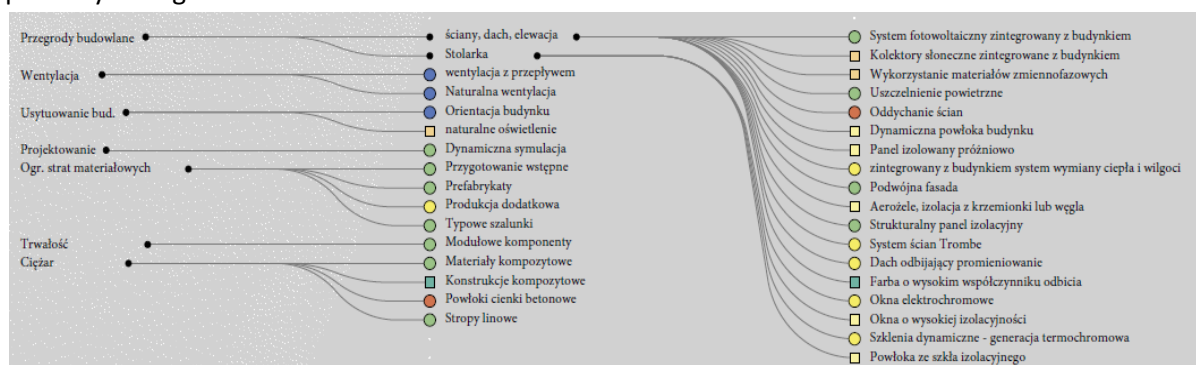 Przegrody budowlane
Wentylacja
Usytuowanie bud.
Projektowanie
Ogr. strat materiałowych
Trwałość
Ciężar
ściany, dach, elewacja
Stolarka
wentylacja z przepływem
Naturalna wentylacja
Orientacja budynku
naturalne oświetlenie
Dynamiczna symulacja
Przygotowanie wstępne
Prefabrykaty
Produkcja dodatkowa
Typowe szalunki
Modułowe komponenty
Materiały kompozytowe
Konstrukcje kompozytowe
Powłoki cienki betonowe
Stropy linowe
System fotowoltaiczny zintegrowany z budynkiem
Kolektory słoneczne zintegrowane z budynkiem
Wykorzystanie materiałów zmiennofazowych
Uszczelnienie powietrzne
Oddychanie ścian
Dynamiczna powłoka budynku
Panel izolowany próżniowo
zintegrowany z budynkiem system wymiany ciepła i wilgoci
Podwójna fasada
Aerożele, izolacja z krzemionki lub węgla
Strukturalny panel izolacyjny
System ścian Trombe
Dach odbijający promieniowanie
Farba o wysokim współczynniku odbicia
Okna elektrochromowe
Okna o wysokiej izolacyjności
Szklenia dynamiczne - generacja termochromowa
Powłoka ze szkła izolacyjnego